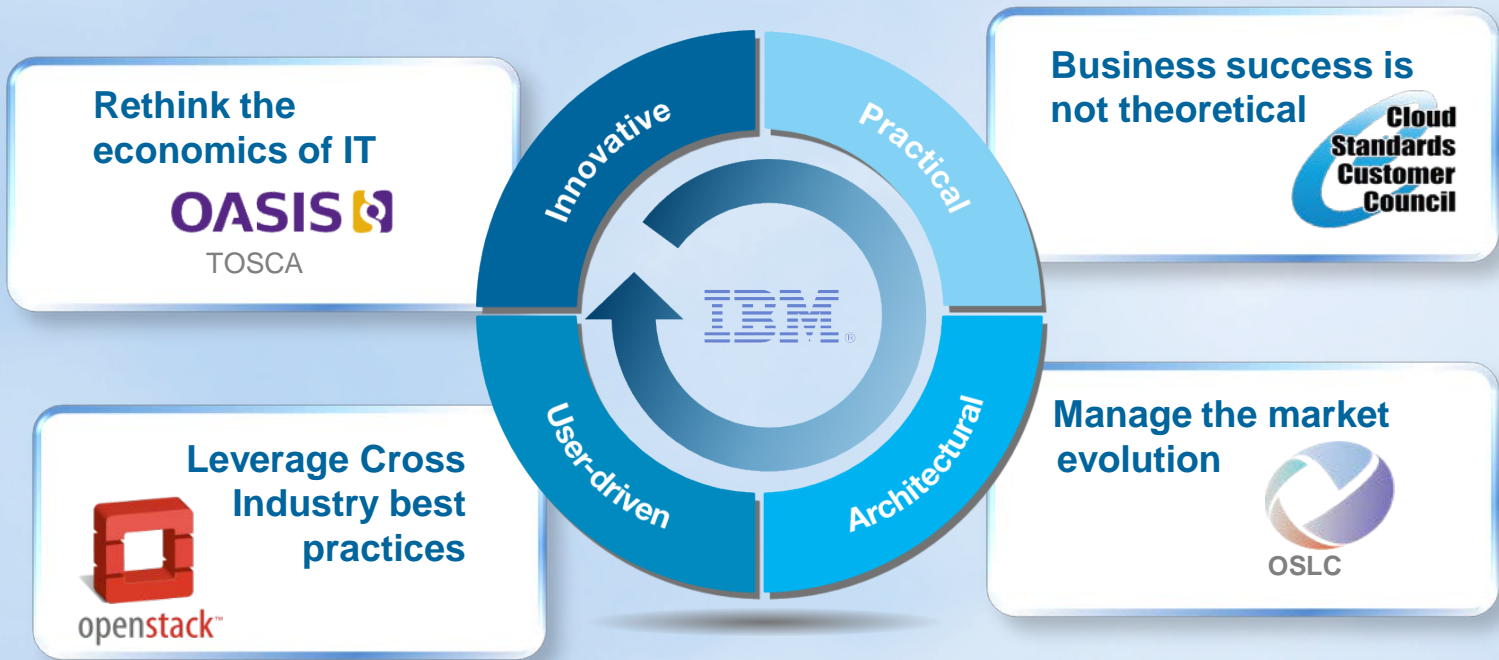 Rethink the
economics of IT
OASIS
TOSCA
Business success is
not theoretical
Cloud
Standards
Customer
Council
Innovative
Practical
IBM®
User-driven
Architectural
Leverage Cross
Industry best
practices
openstack™
Manage the market
evolution
OSLC